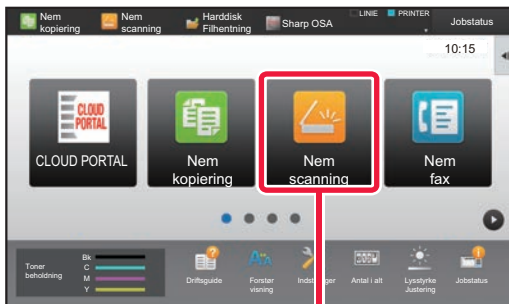 Nem
kopiering
Nem
scanning
Harddisk
Filhentning
Sharp OSA
LINIE
PRINTER
Jobstatus
10:15
CLOUD
PORTAL
CLOUD PORTAL
Nem
kopiering
Nem
scanning
Nem
fax
Toner
beholdning
Bk
C
M
Y
Driftsguide
Forstør
visning
Antal i alt
Lysstyrke
Justering
Jobstatus